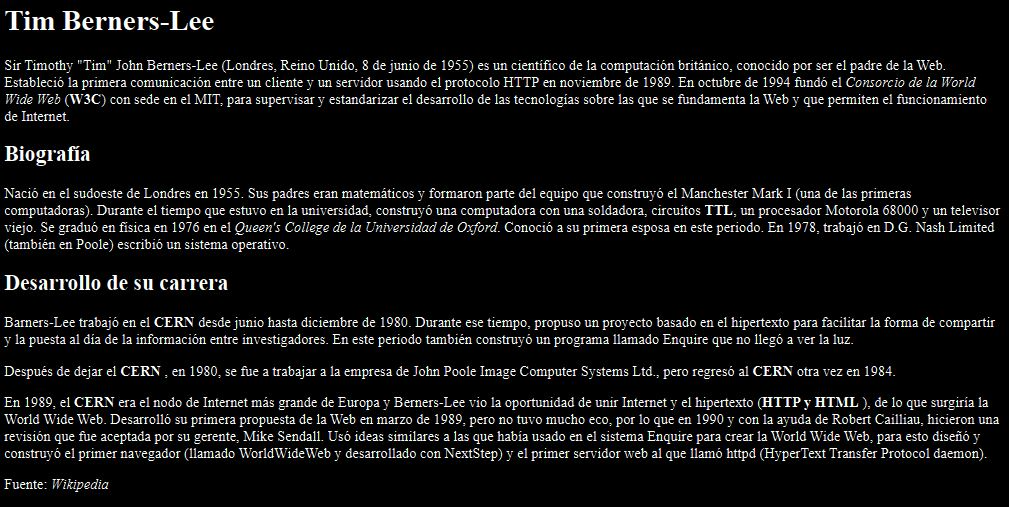 Tim Berners-Lee
Sir Timothy "Tim" John Berners-Lee (Londres, Reino Unido, 8 de junio de 1955) es un científico de la computación británico, conocido por ser el padre de la Web.
Estableció la primera comunicación entre un cliente y un servidor usando el protocolo HTTP en noviembre de 1989. En octubre de 1994 fundó el Consorcio de la World
Wide Web (W3C) con sede en el MIT, para supervisar y estandarizar el desarrollo de las tecnologías sobre las que se fundamenta la Web y que permiten el funcionamiento
de Internet.
Biografía
Nació en el sudoeste de Londres en 1955. Sus padres eran matemáticos y formaron parte del equipo que construyó el Manchester Mark I (una de las primeras
computadoras). Durante el tiempo que estuvo en la universidad, construyó una computadora con una soldadora, circuitos TTL, un procesador Motorola 68000 y un televisor
viejo. Se graduó en física en 1976 en el Queen's College de la Universidad de Oxford. Conoció a su primera esposa en este periodo. En 1978, trabajó en D.G. Nash Limited
(también en Poole) escribió un sistema operativo.
Desarrollo de su carrera
Barners-Lee trabajó en el CERN desde junio hasta diciembre de 1980. Durante ese tiempo, propuso un proyecto basado en el hipertexto para facilitar la forma de compartir
y la puesta al día de la información entre investigadores. En este periodo también construyó un programa llamado Enquire que no llegó a ver la luz.
Después de dejar el CERN , en 1980, se fue a trabajar a la empresa de John Poole Image Computer Systems Ltd., pero regresó al CERN otra vez en 1984.
En 1989, el CERN era el nodo de Internet más grande de Europa y Berners-Lee vio la oportunidad de unir Internet y el hipertexto (HTTP y HTML ), de lo que surgiría la
World Wide Web. Desarrolló su primera propuesta de la Web en marzo de 1989, pero no tuvo mucho eco, por lo que en 1990 y con la ayuda de Robert Cailliau, hicieron una
revisión que fue aceptada por su gerente, Mike Sendall. Usó ideas similares a las que había usado en el sistema Enquire para crear la World Wide Web, para esto diseñó y
construyó el primer navegador (llamado WorldWideWeb y desarrollado con NextStep) y el primer servidor web al que llamó httpd (HyperText Transfer Protocol daemon).
Fuente: Wikipedia